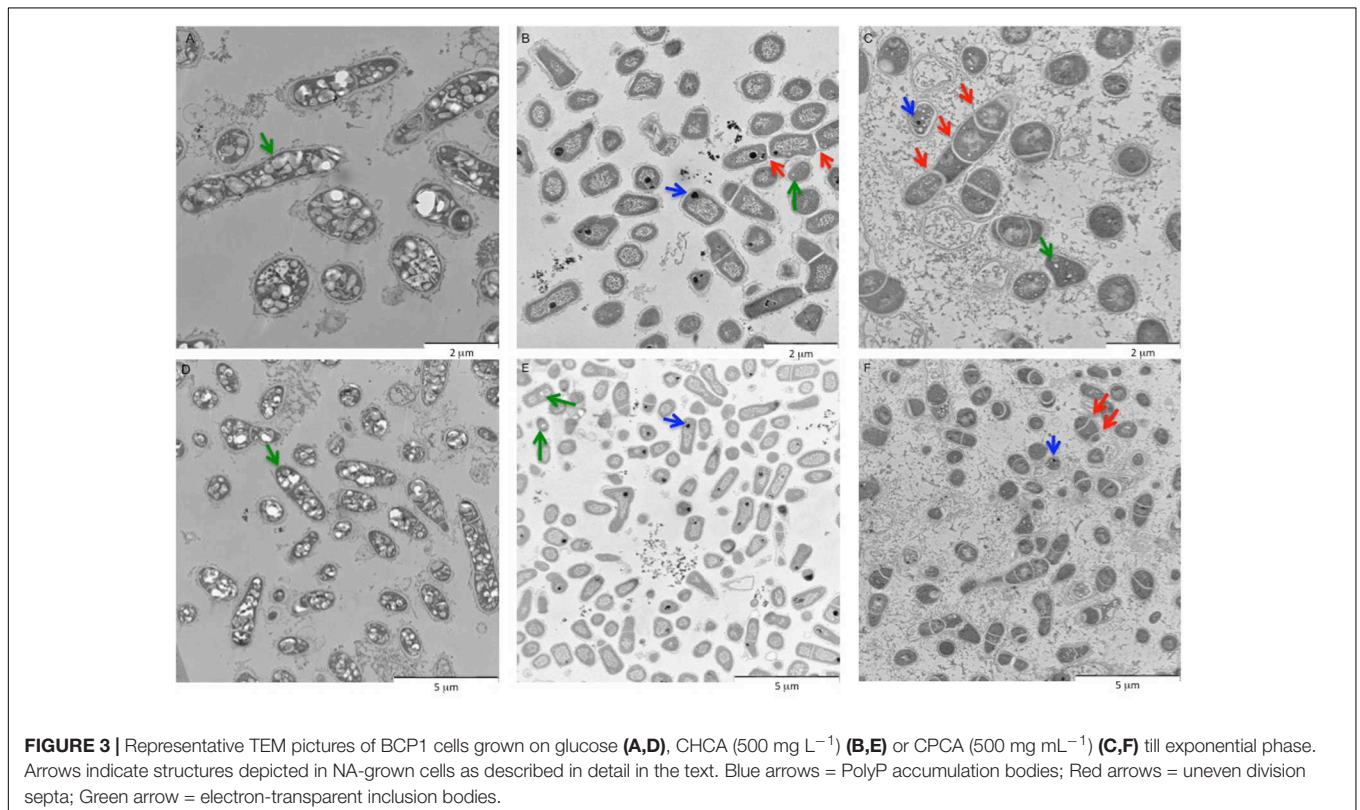 A
B
C
2 μm
2 μm
2 μm
D
E
F
5 μm
5 μm
5 μm
FIGURE 3 | Representative TEM pictures of BCP1 cells grown on glucose (A,D), CHCA (500 mg L−1) (B,E) or CPCA (500 mg mL−1) (C,F) till exponential phase.
Arrows indicate structures depicted in NA-grown cells as described in detail in the text. Blue arrows = PolyP accumulation bodies; Red arrows = uneven division
septa; Green arrow = electron-transparent inclusion bodies.